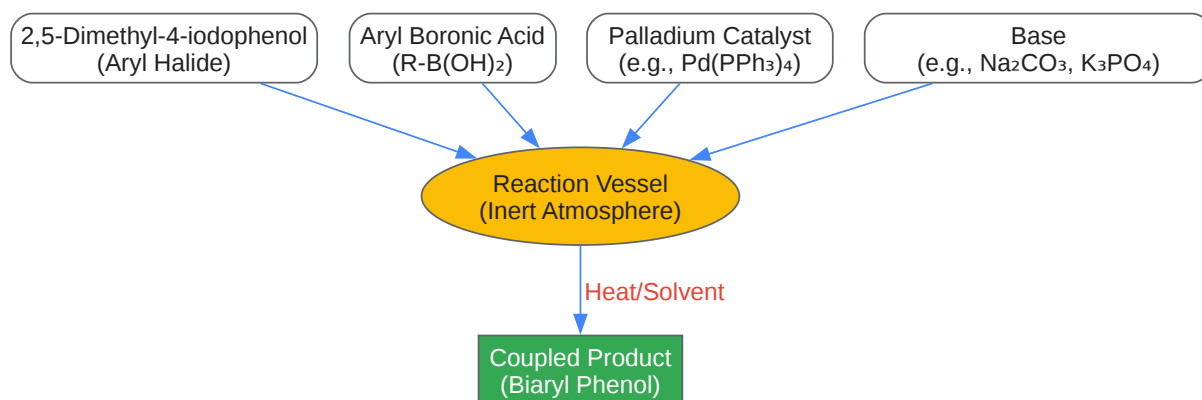 2,5-Dimethyl-4-iodophenol
(Aryl Halide)
Aryl Boronic Acid
(R-B(OH)₂)
Palladium Catalyst
(e.g., Pd(PPh₃)₄)
Base
(e.g., Na₂CO₃, K₃PO₄)
Reaction Vessel
(Inert Atmosphere)
Heat/Solvent
Coupled Product
(Biaryl Phenol)